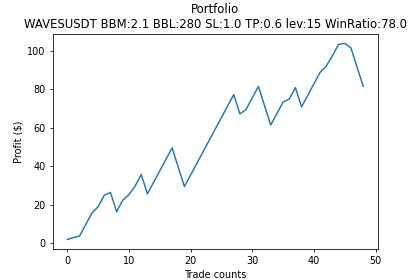 Portfolio
WAVESUSDT BBM:2.1 BBL:280 SL:1.0 TP:0.6 lev:15 WinRatio:78.0
100
80
60
40
20
0
Profit ($)
0 10 20 30 40 50
Trade counts